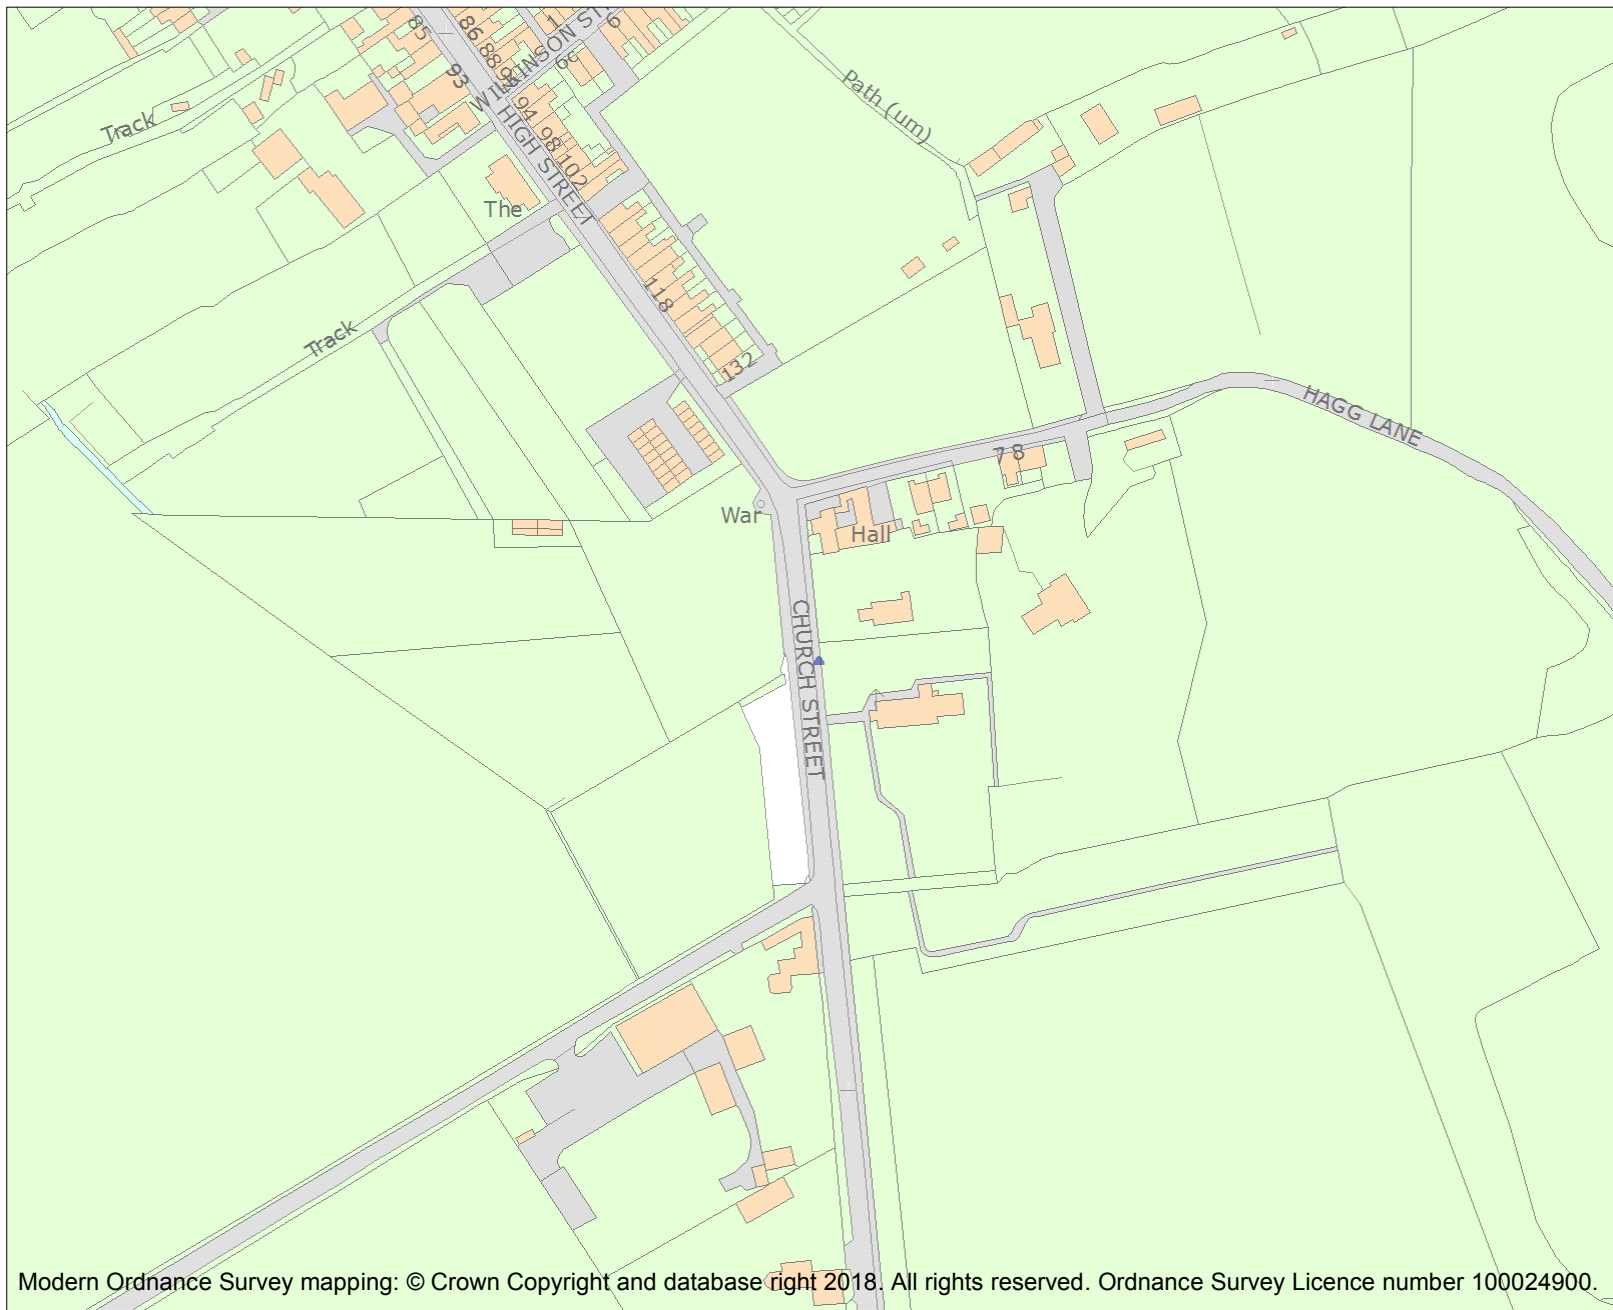 85
86
88
1
6
6c
93
WILKINSON ST
94
98
102
HIGH STREET
Track
Path (um)
The
118
Track
132
HAGG LANE
7 8
War
Hall
CHURCH STREET
Modern Ordnance Survey mapping: © Crown Copyright and database right 2018. All rights reserved. Ordnance Survey Licence number 100024900.